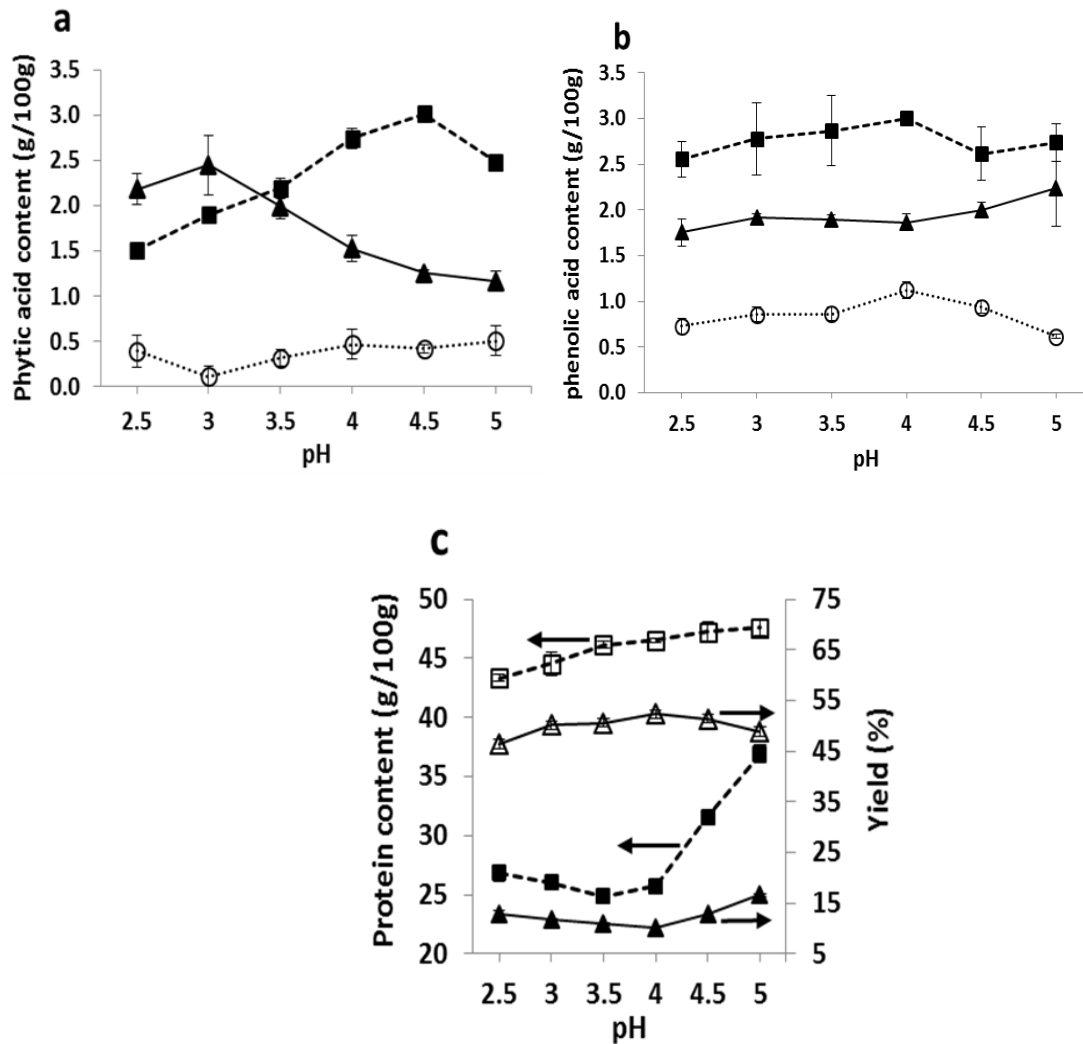 a
Phytic acid content (g/100g)
3.5
3.0
2.5
2.0
1.5
1.0
0.5
0.0
2.5 3 3.5 4 4.5 5
pH
b
phenolic acid content (g/100g)
3.5
3.0
2.5
2.0
1.5
1.0
0.5
0.0
2.5 3 3.5 4 4.5 5
pH
c
Protein content (g/100g)
50
45
40
35
30
25
20
75
65
55
45
35
25
15
5
Yield (%)
2.5 3 3.5 4 4.5 5
pH